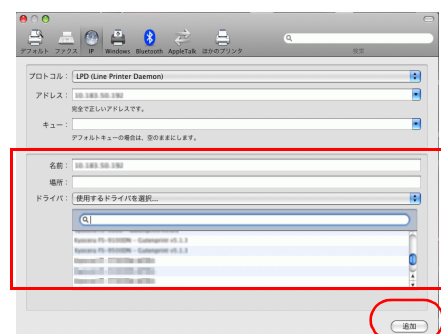 デフォルト ファクス IP Windows Bluetooth AppleTalk ほかのプリンタ 検索
プロトコル： LPD (Line Printer Daemon)
アドレス：
完全で正しいアドレスです。
キュー：
デフォルトキューの場合は、空のままにします。
名前：
場所：
ドライバ： 使用するドライバを選択...
追加